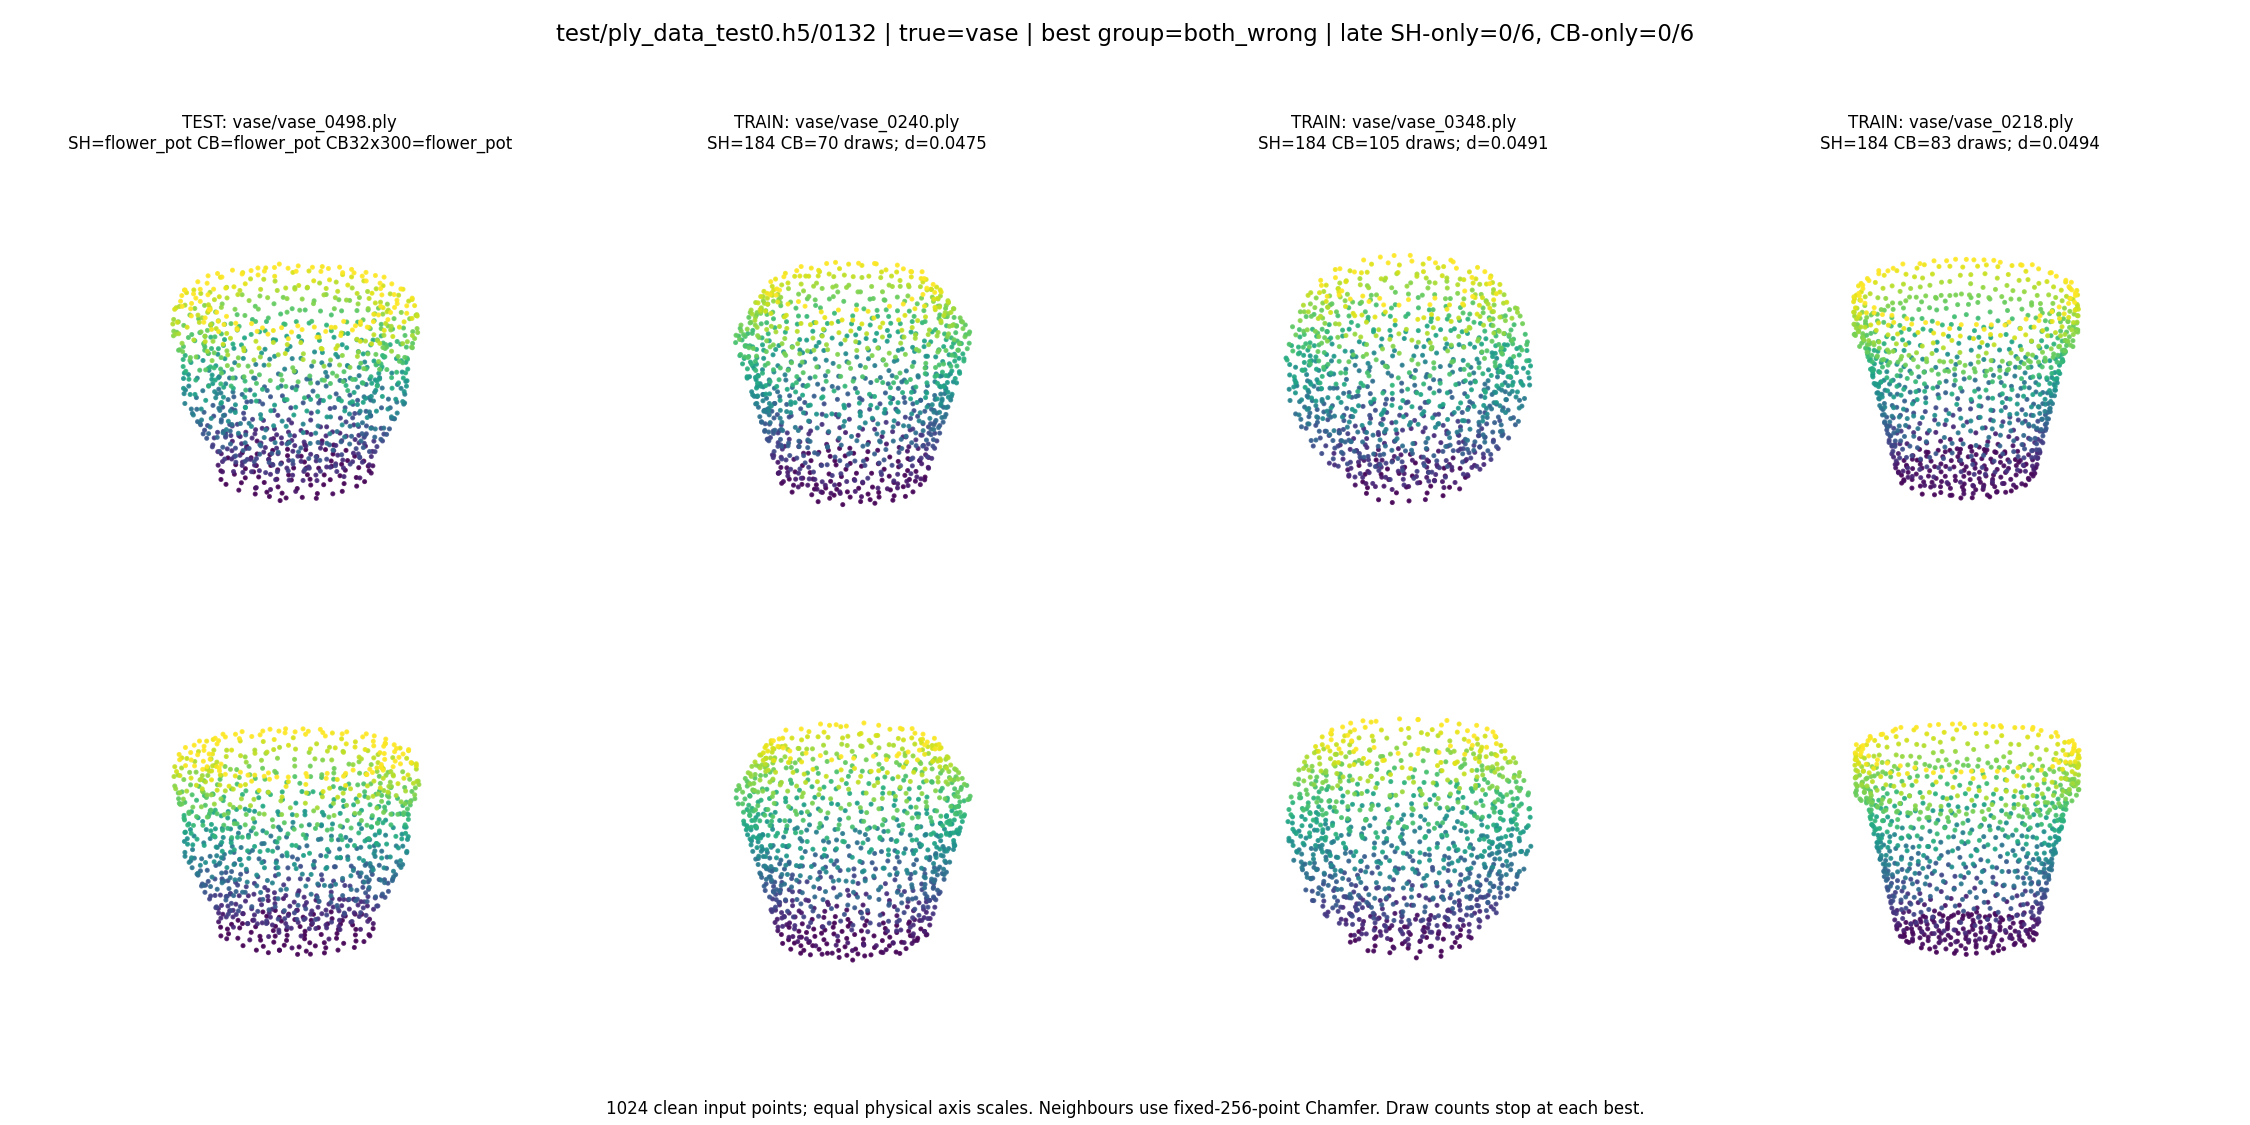 test/ply_data_test0.h5/0132 | true=vase | best group=both_wrong | late SH-only=0/6, CB-only=0/6
TEST: vase/vase_0498.ply
SH=flower_pot CB=flower_pot CB32x300=flower_pot
TRAIN: vase/vase_0240.ply
SH=184 CB=70 draws; d=0.0475
TRAIN: vase/vase_0348.ply
SH=184 CB=105 draws; d=0.0491
TRAIN: vase/vase_0218.ply
SH=184 CB=83 draws; d=0.0494
1024 clean input points; equal physical axis scales. Neighbours use fixed-256-point Chamfer. Draw counts stop at each best.